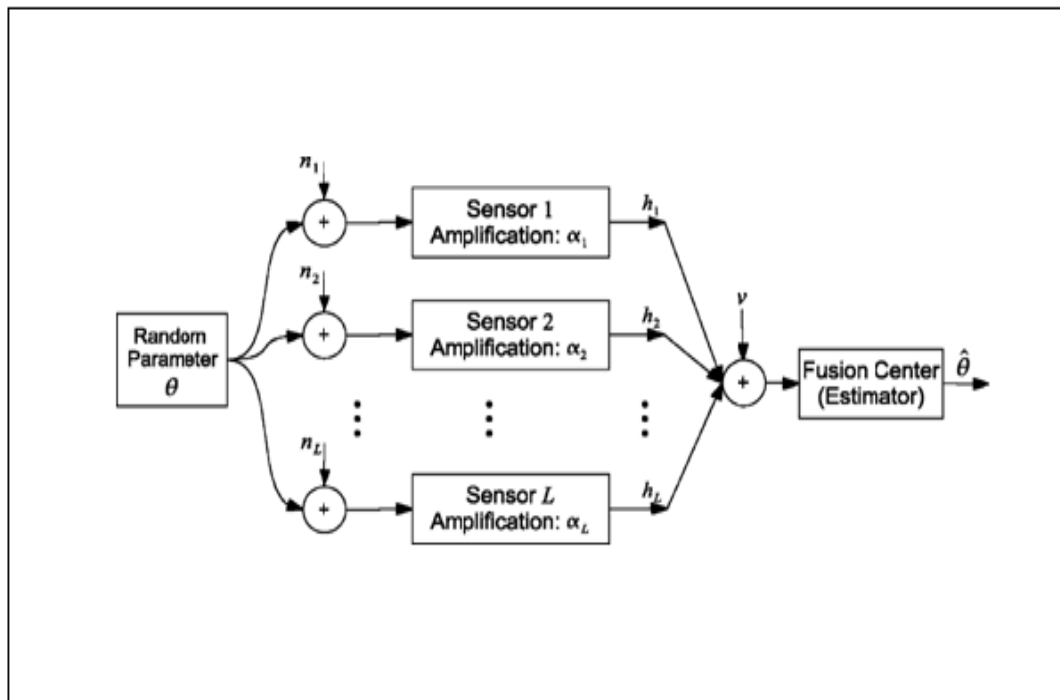 n₁
Sensor 1
Amplification: α₁
h₁
n₂
Sensor 2
Amplification: α₂
h₂
v
Random
Parameter
θ
Fusion Center
(Estimator)
θ̂
n_L
Sensor L
Amplification: α_L
h_L
+
+
+
+